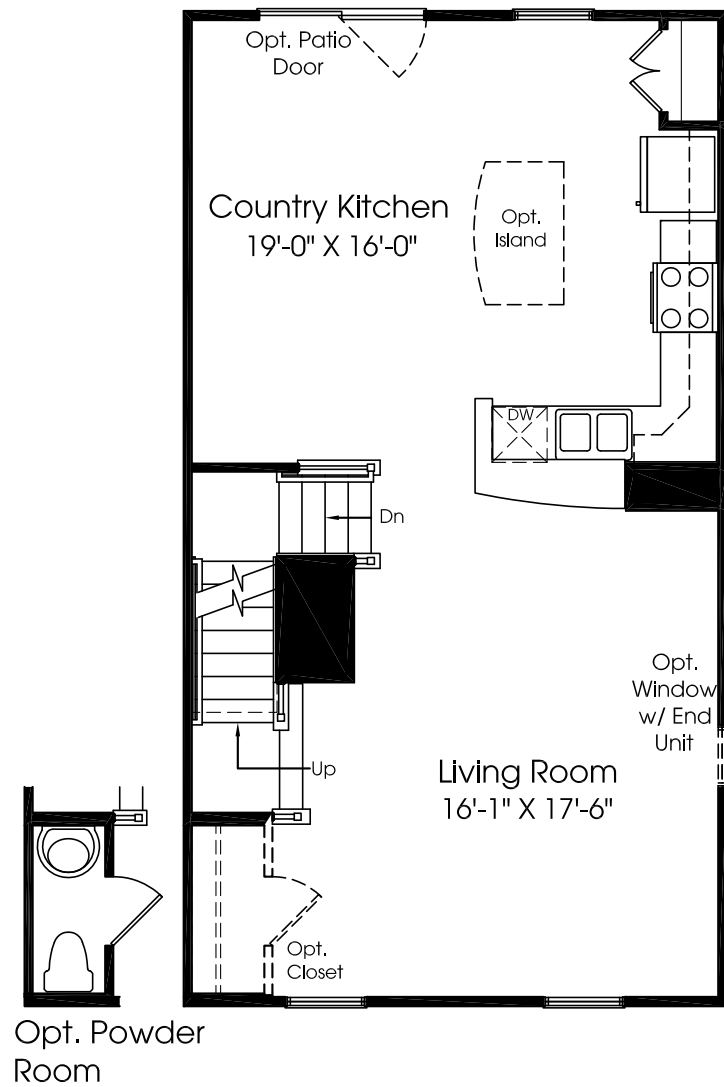 Opt. Patio
Door
Country Kitchen
19'-0" X 16'-0"
Opt.
Island
DW
Dn
Opt.
Window
w/ End
Unit
Up
Living Room
16'-1" X 17'-6"
Opt.
Closet
Opt. Powder
Room